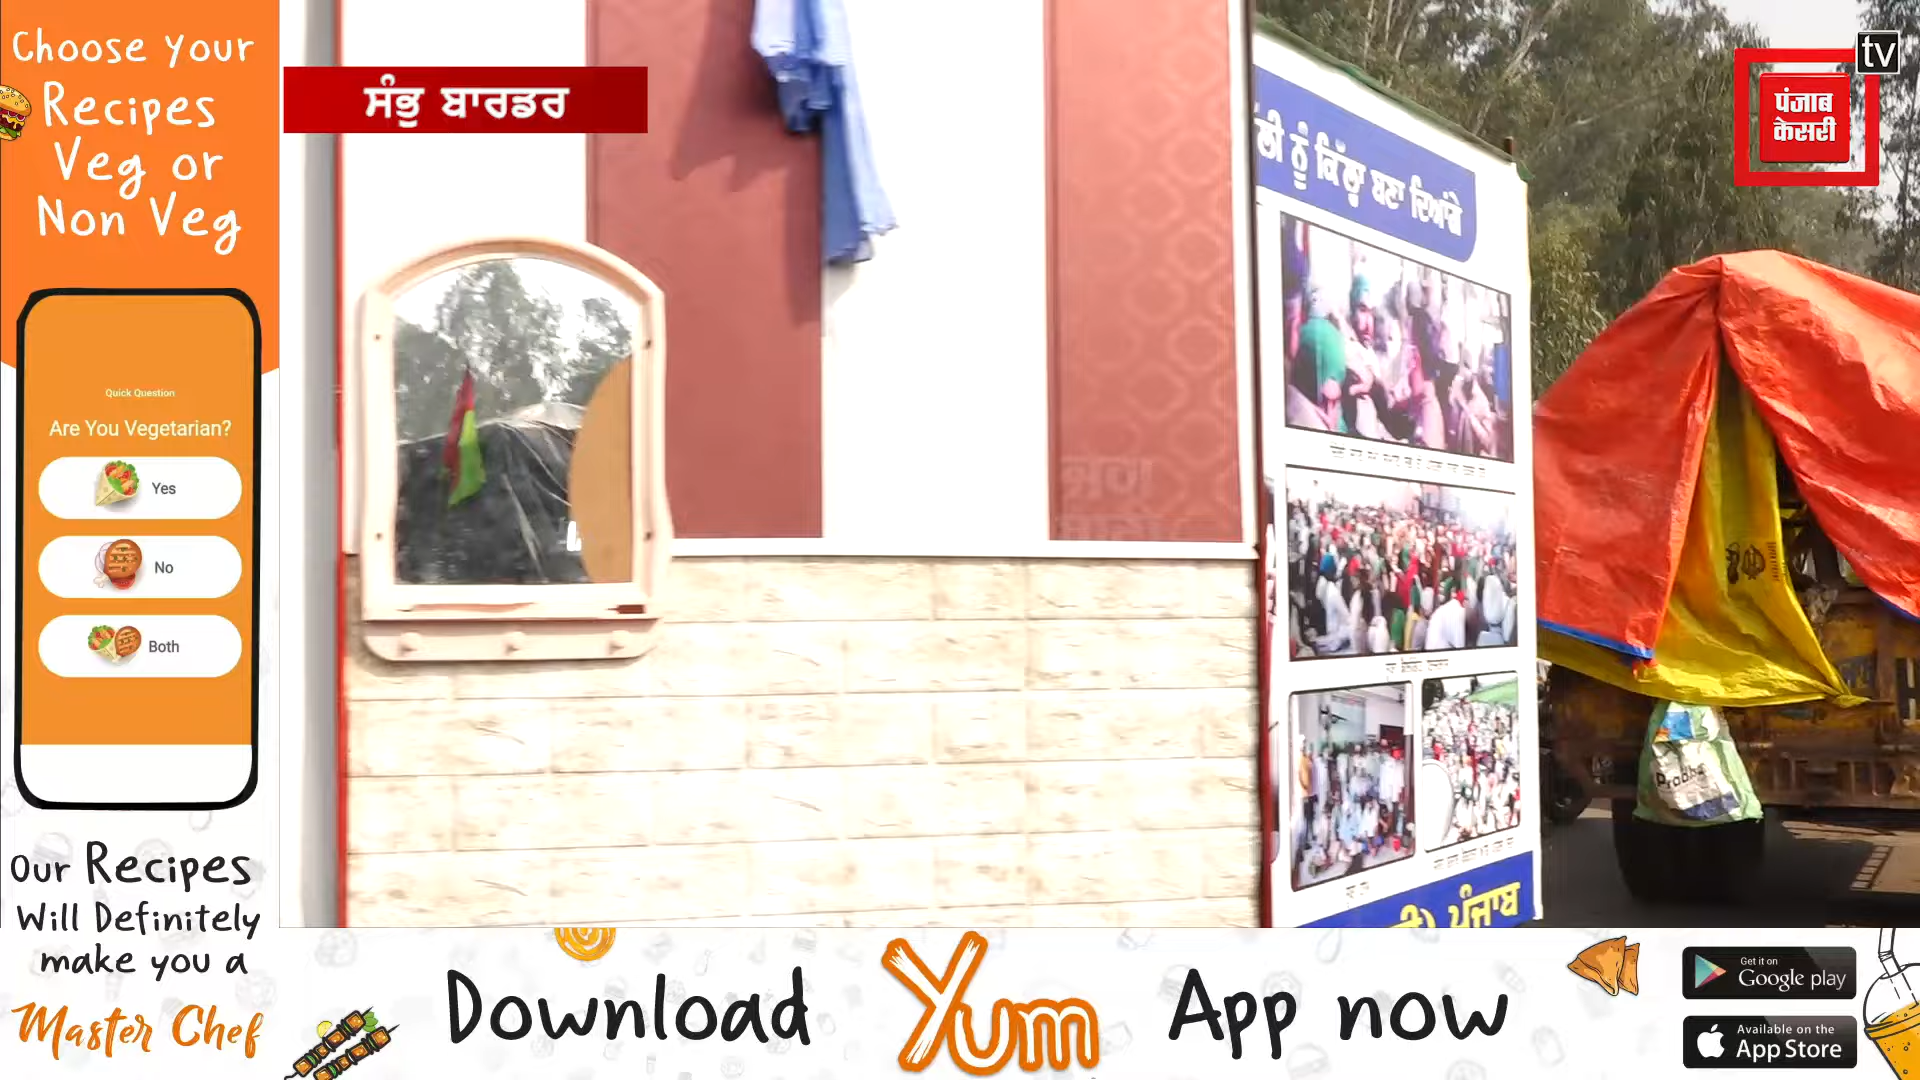 Choose Your
Recipes
Veg or
Non Veg
Quick Question
Are You Vegetarian?
Yes
No
Both
Our Recipes
Will Definitely
make you a
Master Chef
ਸੰਭੂ ਬਾਰਡਰ
ਨੂੰ ਕਿੱਲਾ ਬਣਾ ਦਿਆਂਗੇ
ਪੰਜਾਬ
tv
पंजाब
केसरी
Download Yum App now
Get it on
Google play
Available on the
App Store